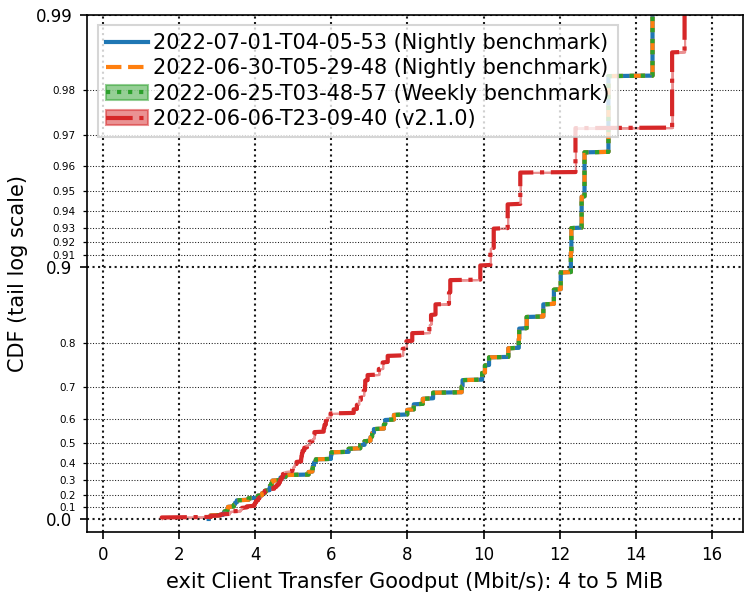 0.99
2022-07-01-T04-05-53 (Nightly benchmark)
2022-06-30-T05-29-48 (Nightly benchmark)
2022-06-25-T03-48-57 (Weekly benchmark)
2022-06-06-T23-09-40 (v2.1.0)
0.98
0.97
0.96
0.95
0.94
0.93
0.92
0.91
0.9
0.8
0.7
0.6
0.5
0.4
0.3
0.2
0.1
0.0
CDF (tail log scale)
0 2 4 6 8 10 12 14 16
exit Client Transfer Goodput (Mbit/s): 4 to 5 MiB